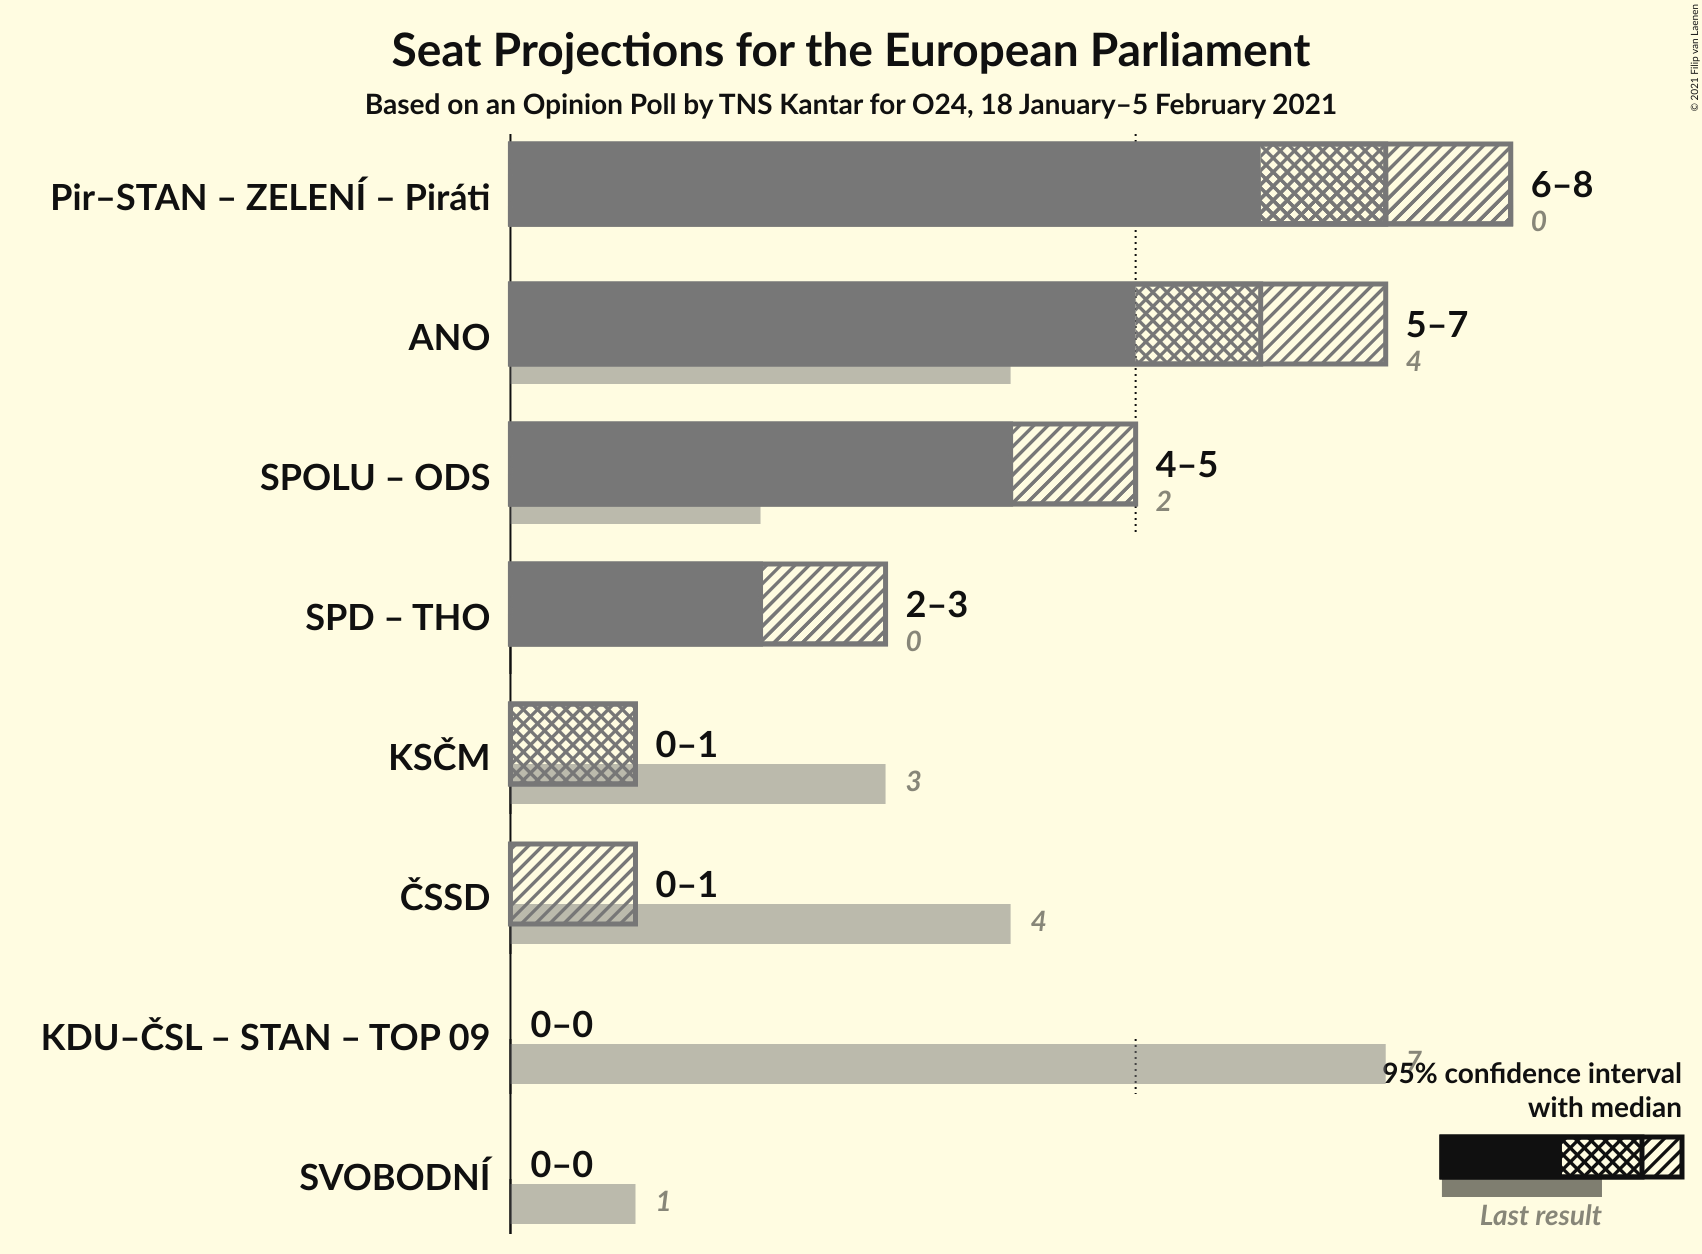 Seat Projections for the European Parliament
Based on an Opinion Poll by TNS Kantar for O24, 18 January–5 February 2021
© 2021 Filip van Laenen
Pir–STAN – ZELENÍ – Piráti
6–8
0
ANO
5–7
4
SPOLU – ODS
4–5
2
SPD – THO
2–3
0
KSČM
0–1
3
ČSSD
0–1
4
KDU–ČSL – STAN – TOP 09
0–0
7
SVOBODNÍ
0–0
1
95% confidence interval
with median
Last result